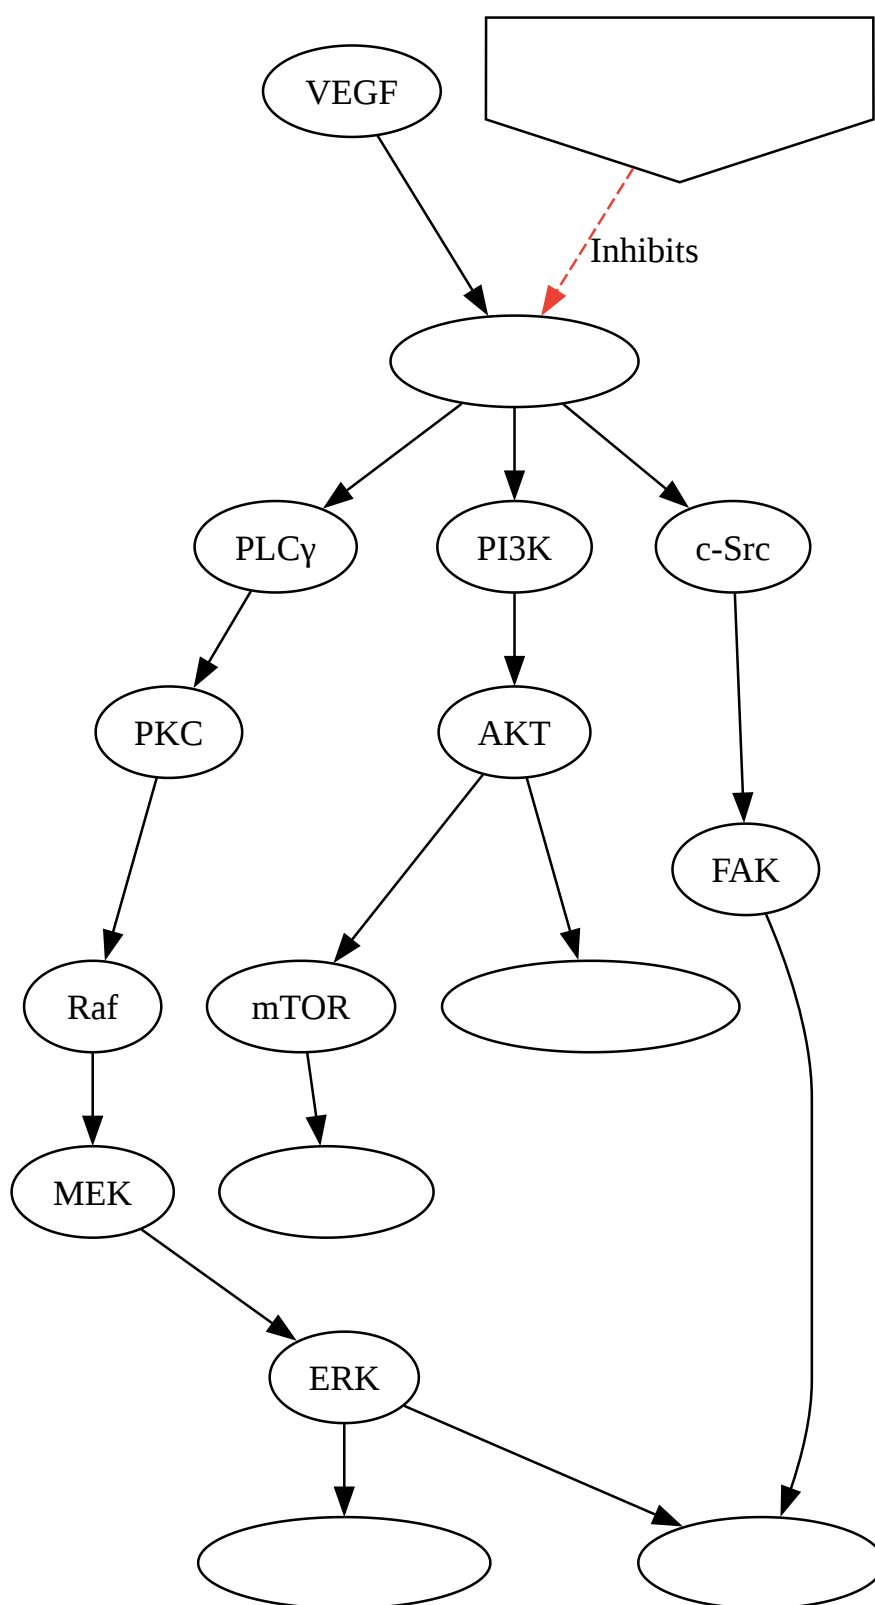 VEGF
Inhibits
PLCγ
PI3K
c-Src
PKC
AKT
FAK
Raf
mTOR
MEK
ERK